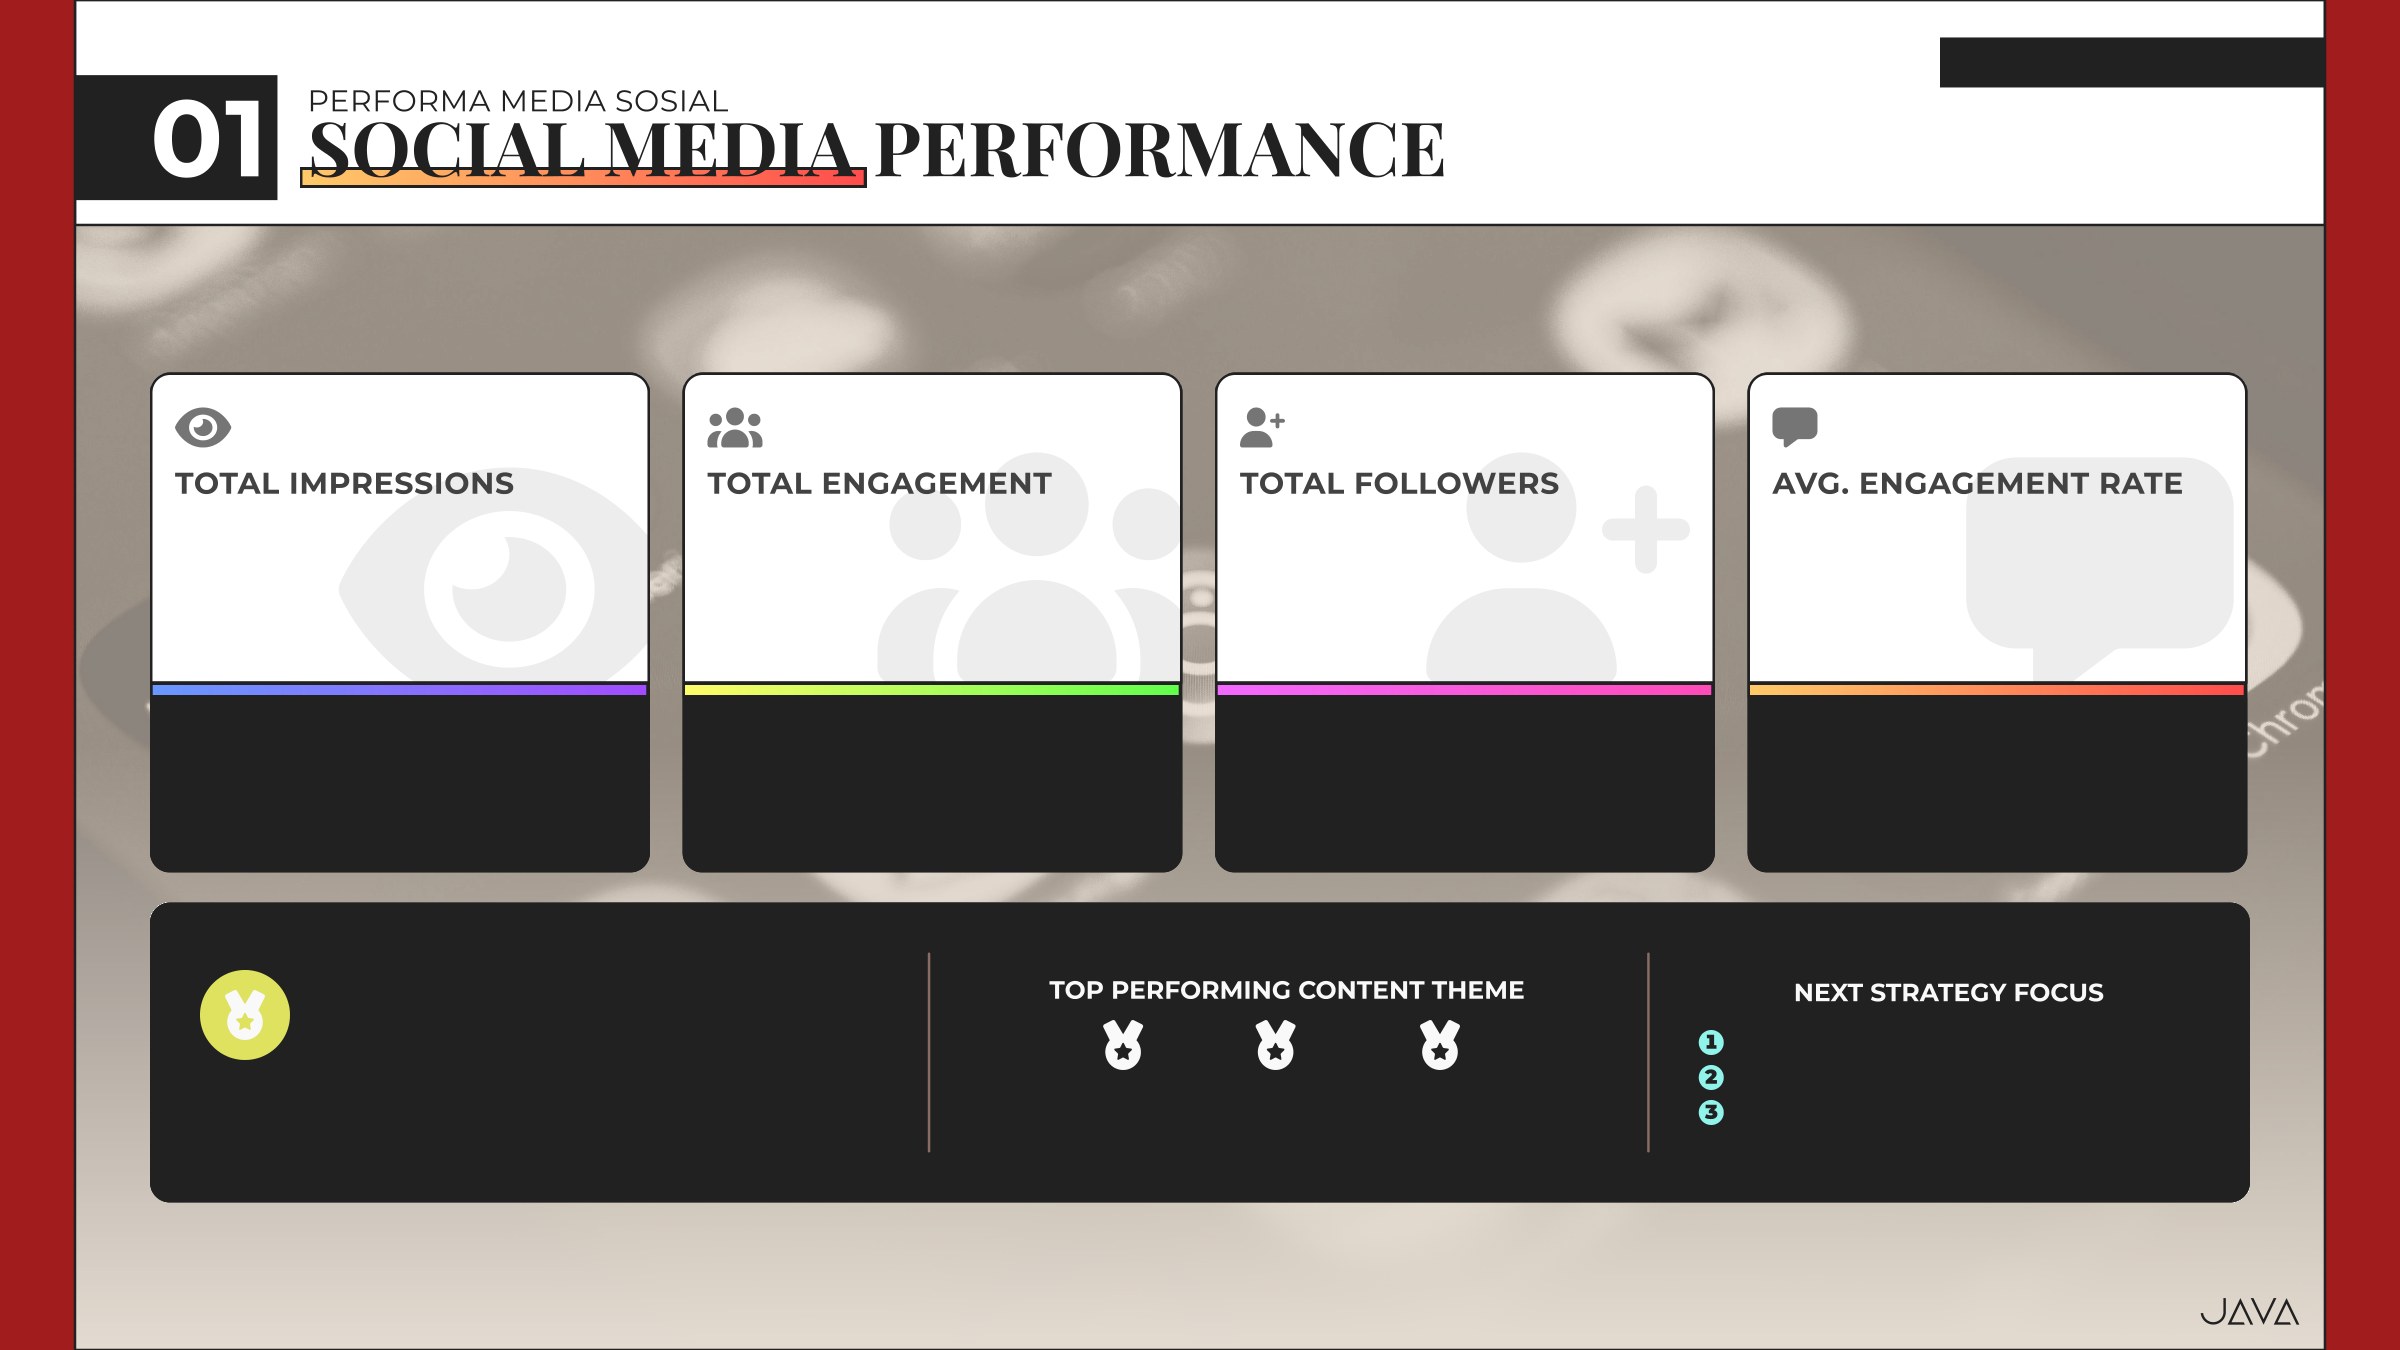 01
PERFORMA MEDIA SOSIAL
SOCIAL MEDIA PERFORMANCE
TOTAL IMPRESSIONS
TOTAL ENGAGEMENT
TOTAL FOLLOWERS
AVG. ENGAGEMENT RATE
Chrom
TOP PERFORMING CONTENT THEME
NEXT STRATEGY FOCUS
1
2
3
JAVA